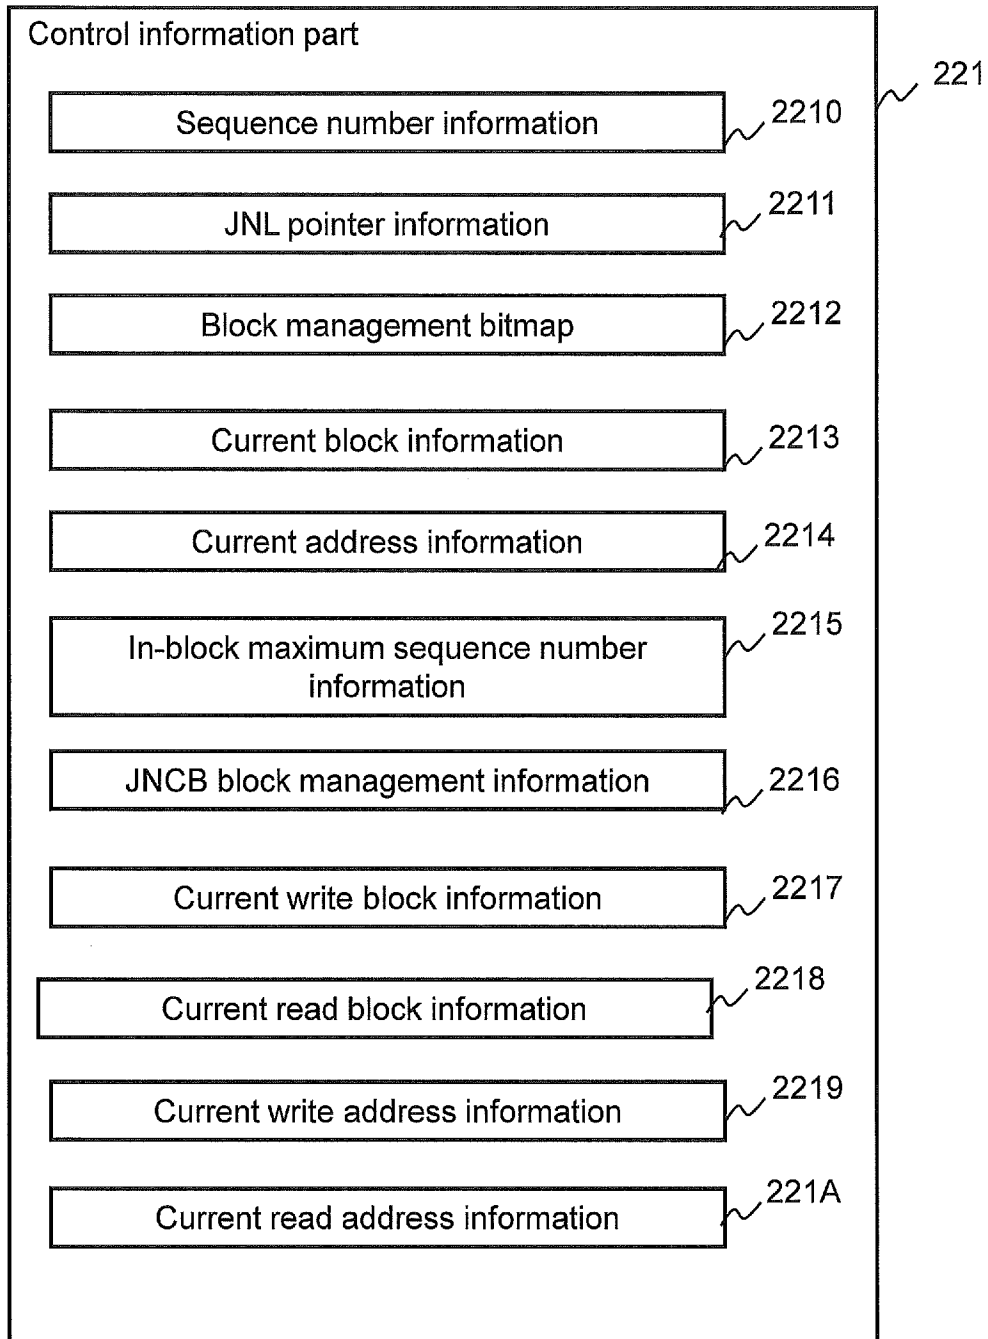 Control information part
221
Sequence number information
2210
JNL pointer information
2211
Block management bitmap
2212
Current block information
2213
Current address information
2214
In-block maximum sequence number
information
2215
JNCB block management information
2216
Current write block information
2217
Current read block information
2218
Current write address information
2219
Current read address information
221A